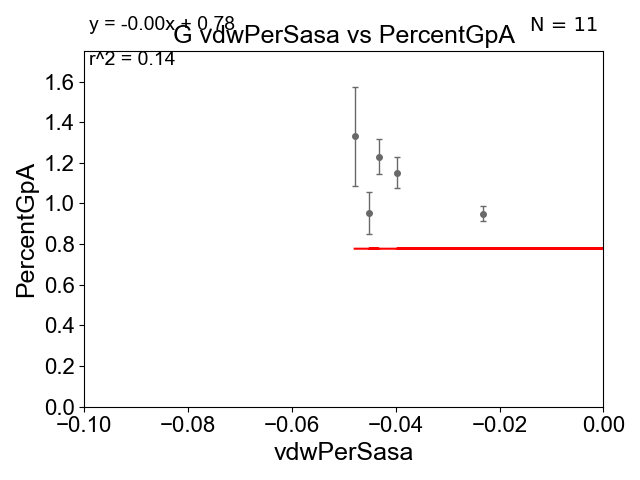 y = -0.00x + 0.78
G vdwPerSasa vs PercentGpA
N = 11
r^2 = 0.14
PercentGpA
1.6
1.4
1.2
1.0
0.8
0.6
0.4
0.2
0.0
−0.10
−0.08
−0.06
−0.04
−0.02
0.00
vdwPerSasa